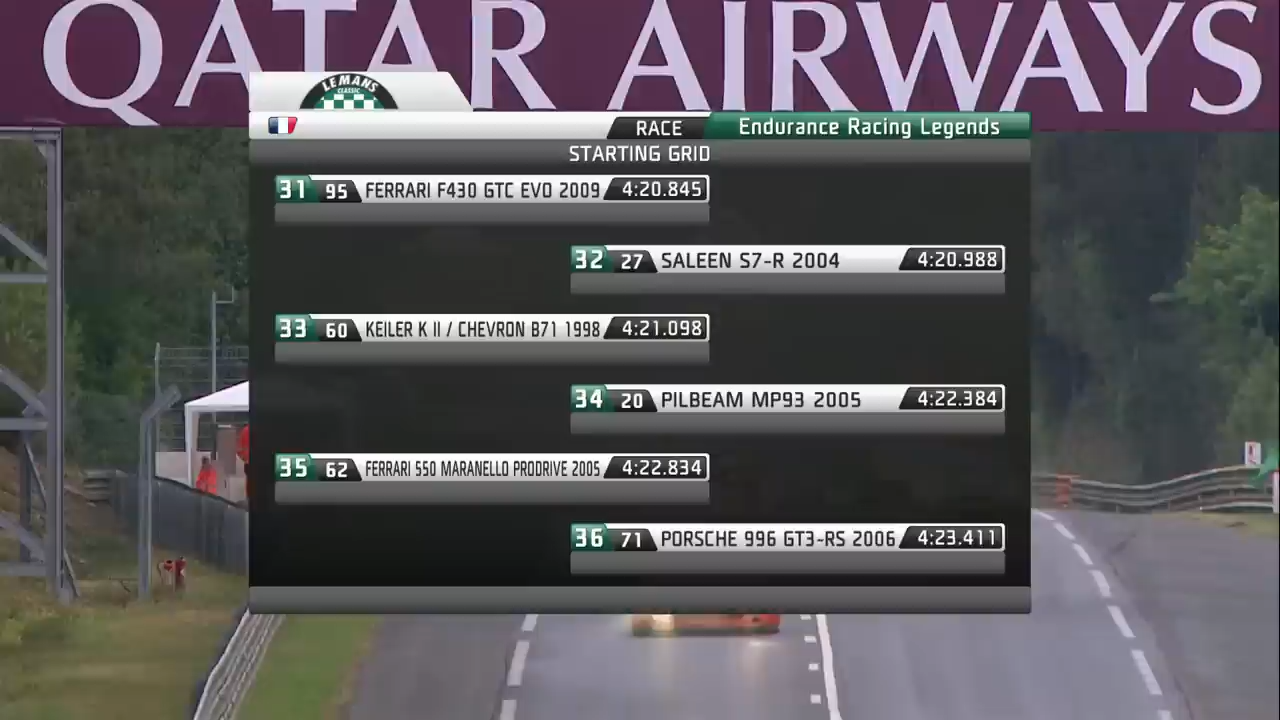 QATAR AIRWAYS
LE MANS
CLASSIC
RACE Endurance Racing Legends
STARTING GRID
31 95 FERRARI F430 GTC EVO 2009 4:20.845
32 27 SALEEN S7-R 2004 4:20.988
33 60 KEILER K II / CHEVRON B71 1998 4:21.098
34 20 PILBEAM MP93 2005 4:22.384
35 62 FERRARI 550 MARANELLO PRODRIVE 2005 4:22.834
36 71 PORSCHE 996 GT3-RS 2006 4:23.411